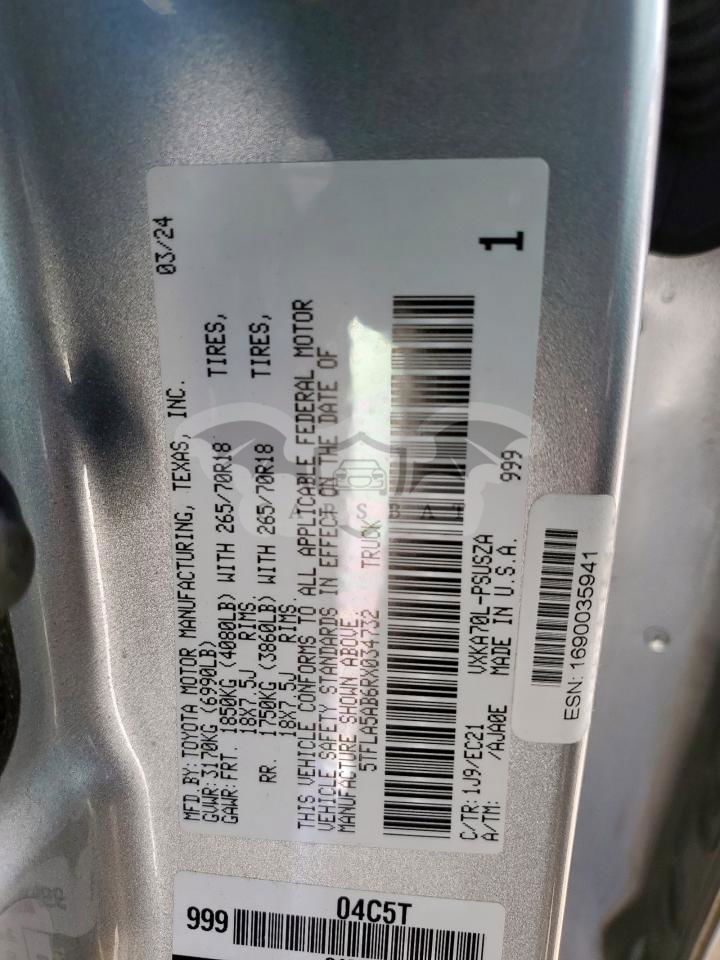 MFD.BY:TOYOTA MOTOR MANUFACTURING, TEXAS, INC. 03/24
GVWR:3170KG (6990LB)
GAWR:FRT. 1850KG (4080LB) WITH 265/70R18 TIRES,
18X7.5J RIMS
RR. 1750KG (3860LB) WITH 265/70R18 TIRES,
18X7.5J RIMS.
THIS VEHICLE CONFORMS TO ALL APPLICABLE FEDERAL MOTOR
VEHICLE SAFETY STANDARDS IN EFFECT ON THE DATE OF
MANUFACTURE SHOWN ABOVE.
5TFLA5AB6RX034732 TRUCK
C/TR:1J9/EC21 VXKA70L-PSUSZA 999 1
A/TM: /AJA0E MADE IN U.S.A.
ESN: 1690035941
999 04C5T